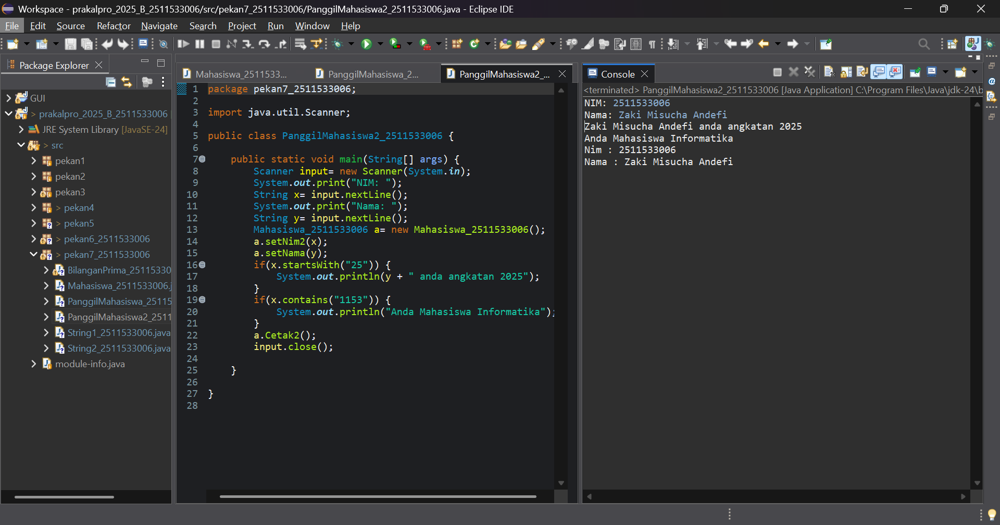 Workspace - prakalpro_2025_B_2511533006/src/pekan7_2511533006/PanggilMahasiswa2_2511533006.java - Eclipse IDE
File Edit Source Refactor Navigate Search Project Run Window Help
Package Explorer
GUI
> prakalpro_2025_B_2511533006
JRE System Library [JavaSE-24]
> src
pekan1
pekan2
pekan3
> pekan4
> pekan5
> pekan6_2511533006
> pekan7_2511533006
BilanganPrima_25115330
Mahasiswa_2511533006.j
PanggilMahasiswa_25115
PanggilMahasiswa2_2511
String1_2511533006.java
String2_2511533006.java
module-info.java
Mahasiswa_2511533... PanggilMahasiswa_2... PanggilMahasiswa2_...
1 package pekan7_2511533006;
2
3 import java.util.Scanner;
4
5 public class PanggilMahasiswa2_2511533006 {
6
7 public static void main(String[] args) {
8 Scanner input= new Scanner(System.in);
9 System.out.print("NIM: ");
10 String x= input.nextLine();
11 System.out.print("Nama: ");
12 String y= input.nextLine();
13 Mahasiswa_2511533006 a= new Mahasiswa_2511533006();
14 a.setNim2(x);
15 a.setNama(y);
16 if(x.startsWith("25")) {
17 System.out.println(y + " anda angkatan 2025");
18 }
19 if(x.contains("1153")) {
20 System.out.println("Anda Mahasiswa Informatika");
21 }
22 a.Cetak2();
23 input.close();
24
25 }
26
27 }
28
Console
<terminated> PanggilMahasiswa2_2511533006 [Java Application] C:\Program Files\Java\jdk-24\b
NIM: 2511533006
Nama: Zaki Misucha Andefi
Zaki Misucha Andefi anda angkatan 2025
Anda Mahasiswa Informatika
Nim : 2511533006
Nama : Zaki Misucha Andefi